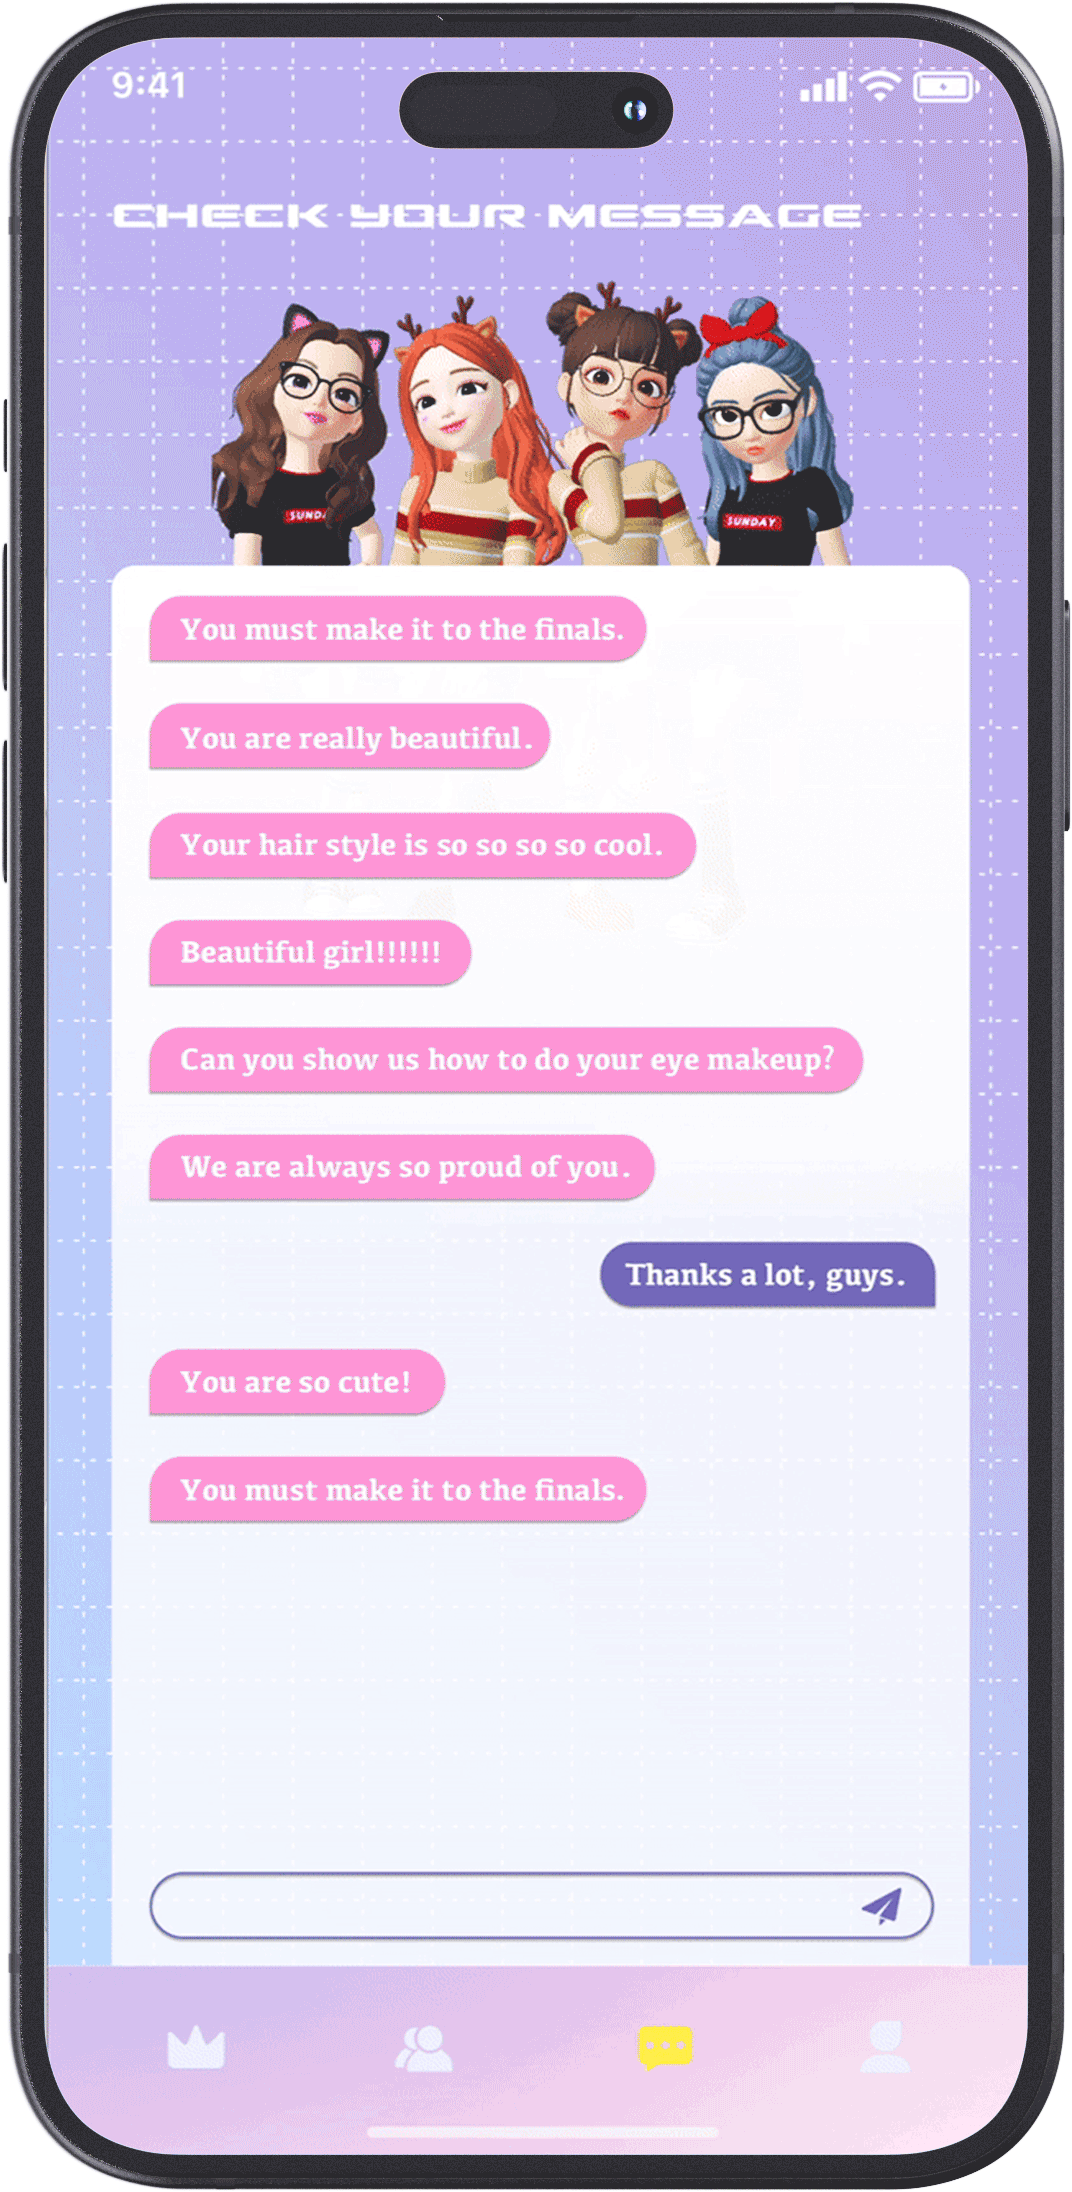 9:41
CHECK YOUR MESSAGE
SUNDAY
You must make it to the finals.
You are really beautiful.
Your hair style is so so so so cool.
Beautiful girl!!!!!!
Can you show us how to do your eye makeup?
We are always so proud of you.
Thanks a lot, guys.
You are so cute!
You must make it to the finals.